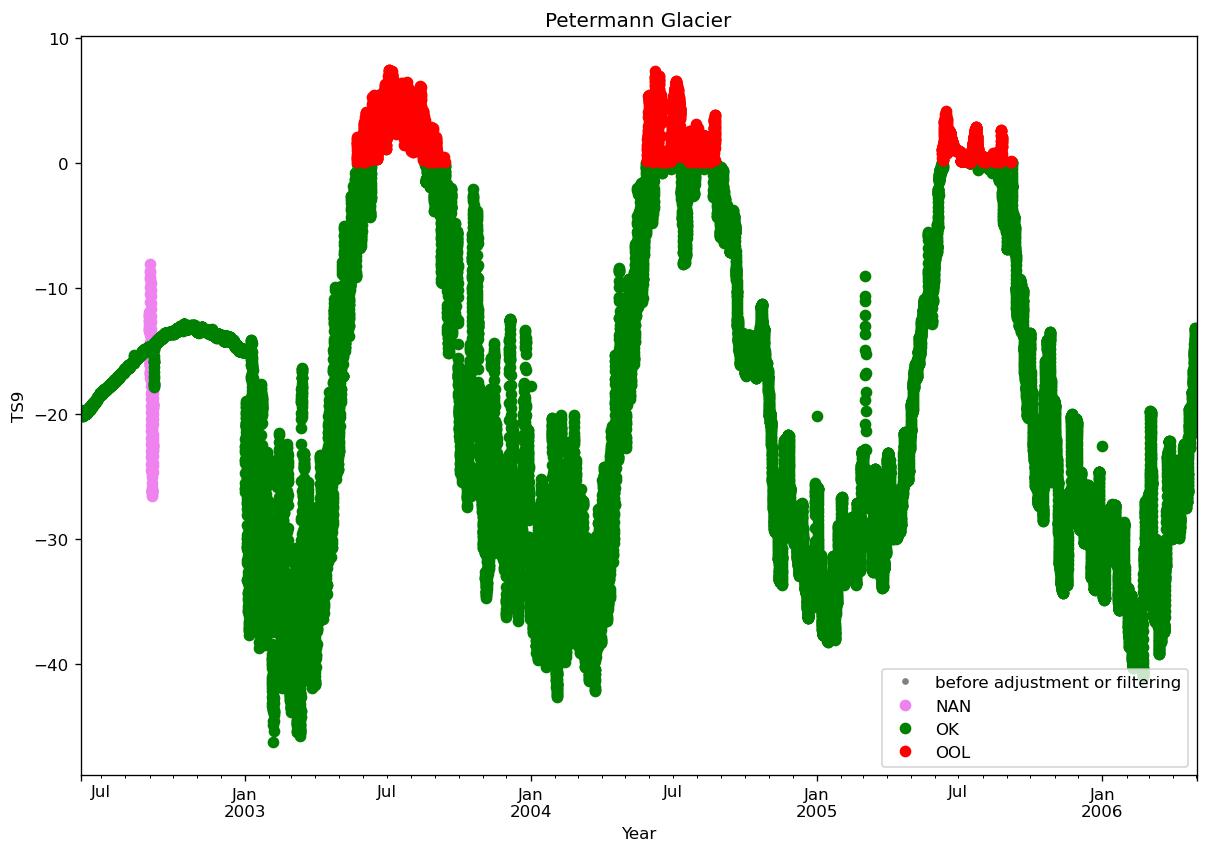 Petermann Glacier
10
0
−10
−20
−30
−40
TS9
before adjustment or filtering
NAN
OK
OOL
Jul
Jan
2003
Jul
Jan
2004
Jul
Jan
2005
Jul
Jan
2006
Year